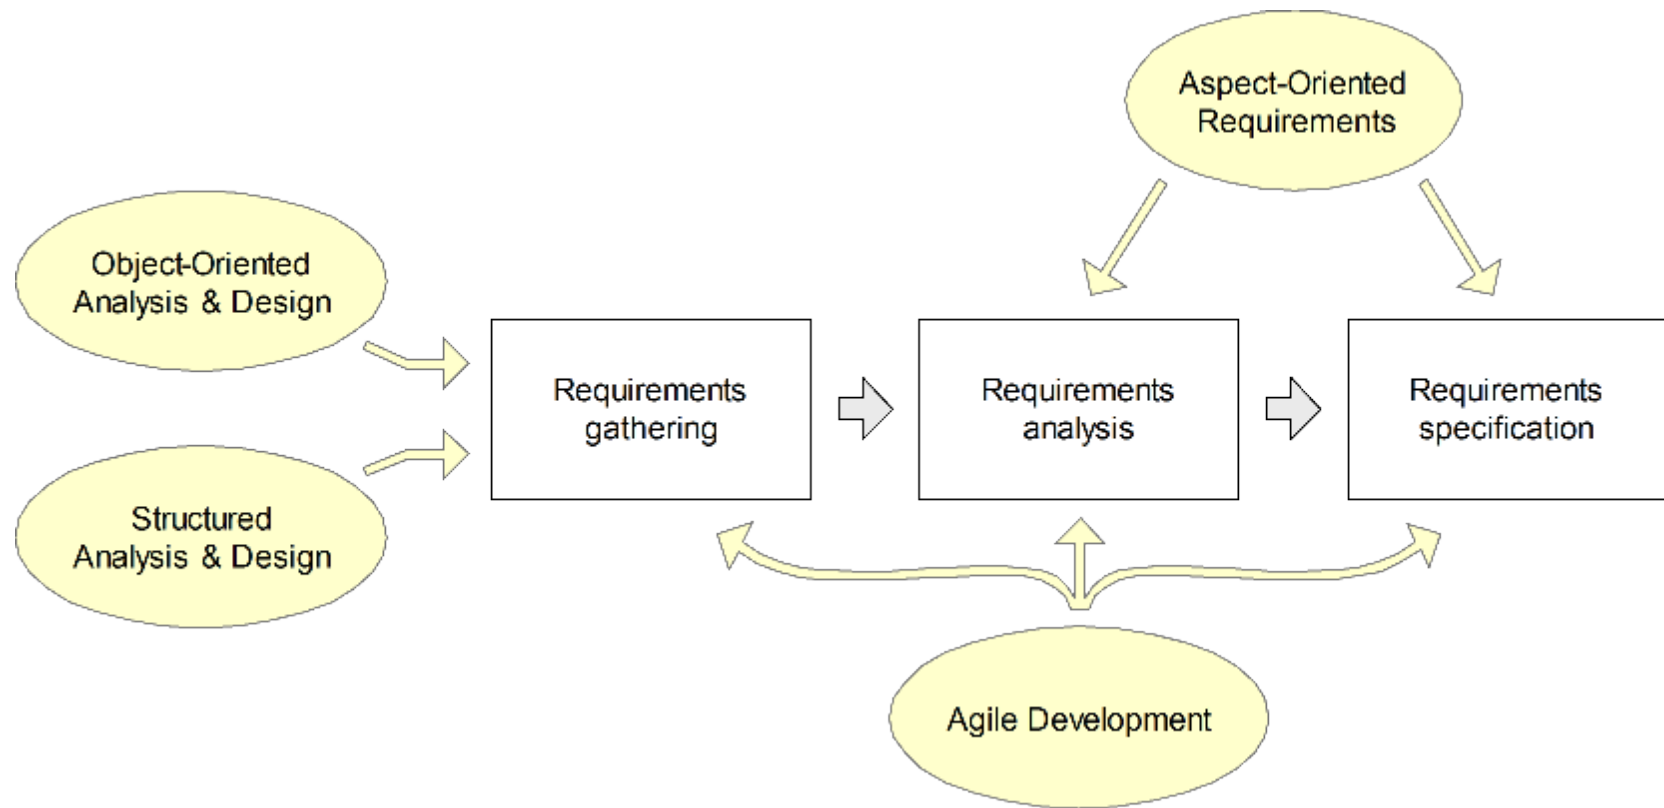 Aspect-Oriented
Requirements
Object-Oriented
Analysis & Design
Requirements
gathering
Requirements
analysis
Requirements
specification
Structured
Analysis & Design
Agile Development